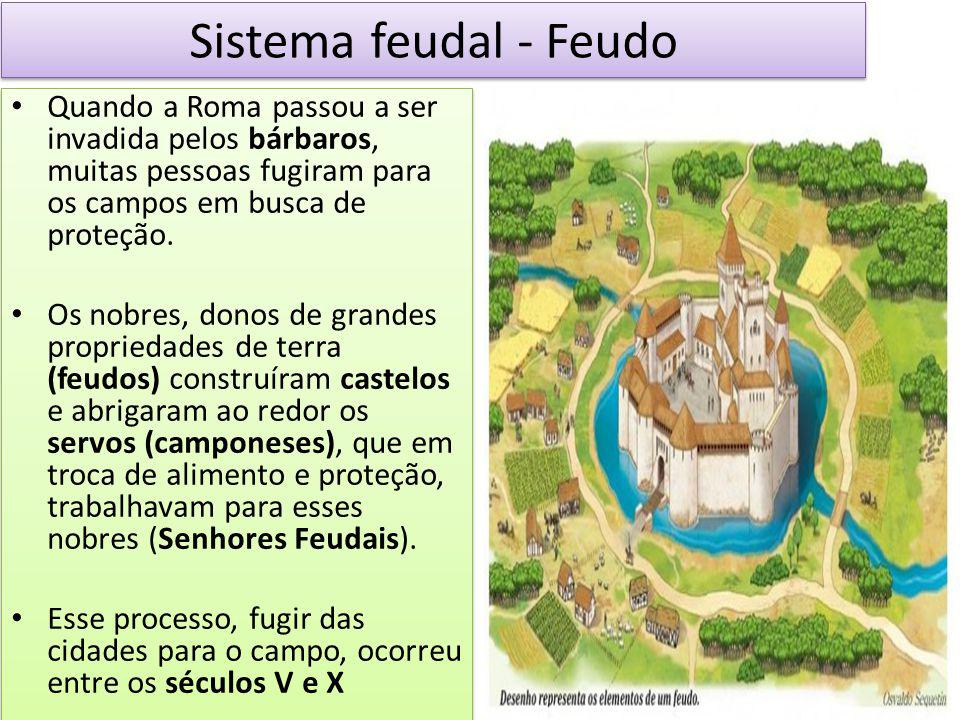 Sistema feudal - Feudo
• Quando a Roma passou a ser
invadida pelos bárbaros,
muitas pessoas fugiram para
os campos em busca de
proteção.
• Os nobres, donos de grandes
propriedades de terra
(feudos) construíram castelos
e abrigaram ao redor os
servos (camponeses), que em
troca de alimento e proteção,
trabalhavam para esses
nobres (Senhores Feudais).
• Esse processo, fugir das
cidades para o campo, ocorreu
entre os séculos V e X
Desenho representa os elementos de um feudo.
Osvaldo Sequetin